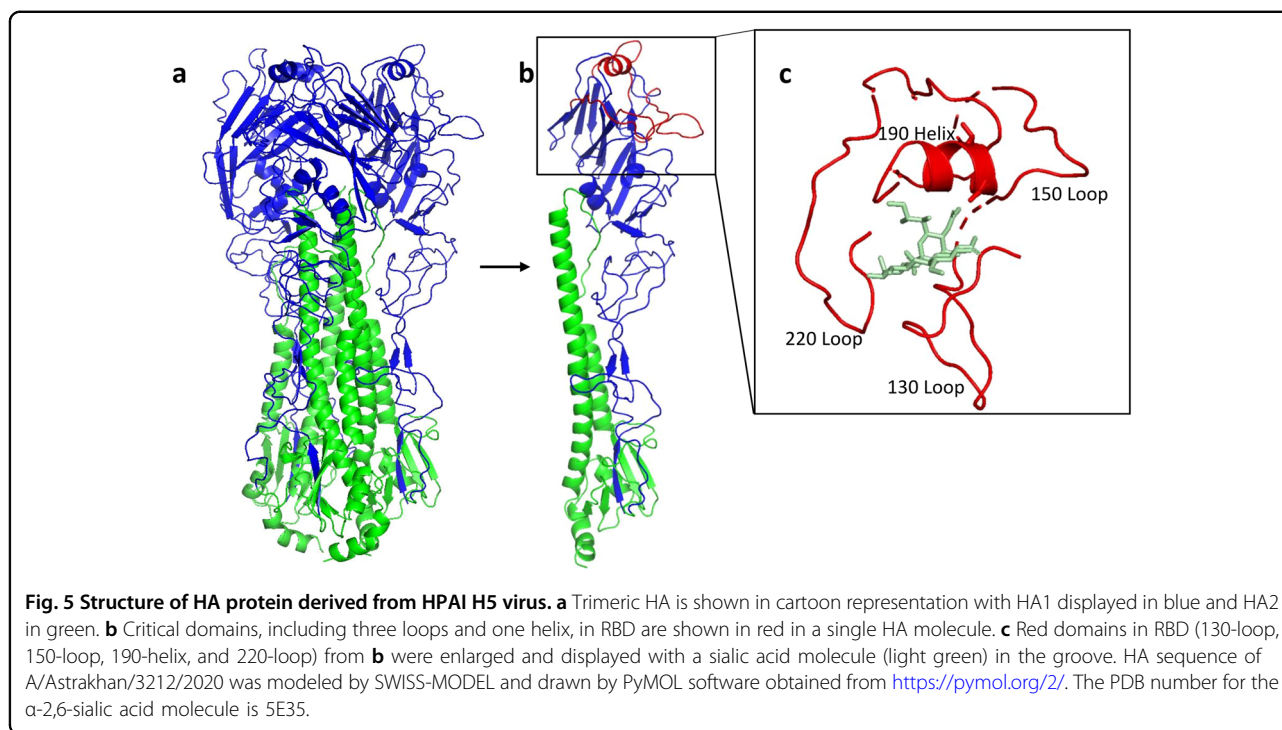 a
b
c
190 Helix
150 Loop
220 Loop
130 Loop
Fig. 5 Structure of HA protein derived from HPAI H5 virus. a Trimeric HA is shown in cartoon representation with HA1 displayed in blue and HA2
in green. b Critical domains, including three loops and one helix, in RBD are shown in red in a single HA molecule. c Red domains in RBD (130-loop,
150-loop, 190-helix, and 220-loop) from b were enlarged and displayed with a sialic acid molecule (light green) in the groove. HA sequence of
A/Astrakhan/3212/2020 was modeled by SWISS-MODEL and drawn by PyMOL software obtained from https://pymol.org/2/. The PDB number for the
α-2,6-sialic acid molecule is 5E35.